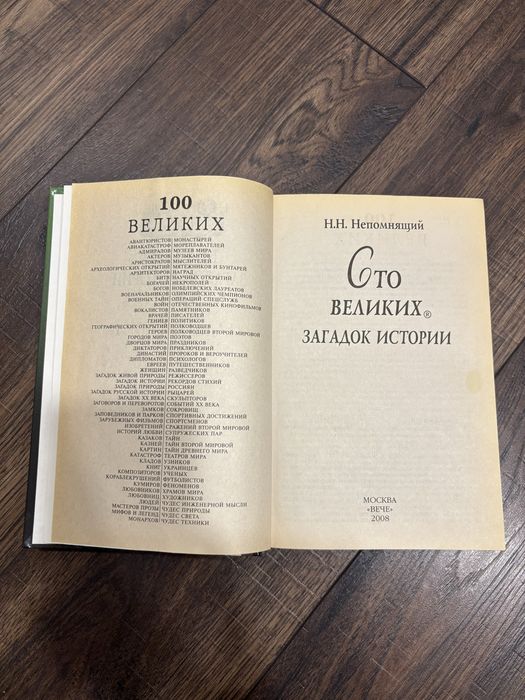 100
ВЕЛИКИХ
АВАНТЮРИСТОВ МОНАСТЫРЕЙ
АВИАКАТАСТРОФ МОРЕПЛАВАТЕЛЕЙ
АДМИРАЛОВ МУЗЕЕВ МИРА
АКТЕРОВ МУЗЫКАНТОВ
АРИСТОКРАТОВ МЫСЛИТЕЛЕЙ
АРХЕОЛОГИЧЕСКИХ ОТКРЫТИЙ МЯТЕЖНИКОВ И БУНТАРЕЙ
АРХИТЕКТОРОВ НАГРАД
БИТВ НАУЧНЫХ ОТКРЫТИЙ
БОГАЧЕЙ НЕКРОПОЛЕЙ
БОГОВ НОБЕЛЕВСКИХ ЛАУРЕАТОВ
ВОЕНАЧАЛЬНИКОВ ОЛИМПИЙСКИХ ЧЕМПИОНОВ
ВОЕННЫХ ТАЙН ОПЕРАЦИЙ СПЕЦСЛУЖБ
ВОЙН ОТЕЧЕСТВЕННЫХ КИНОФИЛЬМОВ
ВОКАЛИСТОВ ПАМЯТНИКОВ
ВРАЧЕЙ ПИСАТЕЛЕЙ
ГЕНИЕВ ПОЛИТИКОВ
ГЕОГРАФИЧЕСКИХ ОТКРЫТИЙ ПОЛКОВОДЦЕВ
ГЕРОЕВ ПОЛКОВОДЦЕВ ВТОРОЙ МИРОВОЙ
ГОРОДОВ МИРА ПОЭТОВ
ДВОРЦОВ МИРА ПРАЗДНИКОВ
ДИКТАТОРОВ ПРИКЛЮЧЕНИЙ
ДИНАСТИЙ ПРОРОКОВ И ВЕРОУЧИТЕЛЕЙ
ДИПЛОМАТОВ ПСИХОЛОГОВ
ЕВРЕЕВ ПУТЕШЕСТВЕННИКОВ
ЖЕНЩИН РАЗВЕДЧИКОВ
ЗАГАДОК ЖИВОЙ ПРИРОДЫ РЕЖИССЕРОВ
ЗАГАДОК ИСТОРИИ РЕКОРДОВ СТИХИЙ
ЗАГАДОК ПРИРОДЫ РОССИЯН
ЗАГАДОК РУССКОЙ ИСТОРИИ РЫЦАРЕЙ
ЗАГАДОК XX ВЕКА СКУЛЬПТОРОВ
ЗАГОВОРОВ И ПЕРЕВОРОТОВ СОБЫТИЙ XX ВЕКА
ЗАМКОВ СОКРОВИЩ
ЗАПОВЕДНИКОВ И ПАРКОВ СПОРТИВНЫХ ДОСТИЖЕНИЙ
ЗАРУБЕЖНЫХ ФИЛЬМОВ СПОРТСМЕНОВ
ИЗОБРЕТЕНИЙ СРАЖЕНИЙ ВТОРОЙ МИРОВОЙ
ИСТОРИЙ ЛЮБВИ СУПРУЖЕСКИХ ПАР
КАЗАКОВ ТАЙН
КАЗНЕЙ ТАЙН ВТОРОЙ МИРОВОЙ
КАРТИН ТАЙН ДРЕВНЕГО МИРА
КАТАСТРОФ ТЕАТРОВ МИРА
КЛАДОВ УЗНИКОВ
КНИГ УКРАИНЦЕВ
КОМПОЗИТОРОВ УЧЕНЫХ
КОРАБЛЕКРУШЕНИЙ ФУТБОЛИСТОВ
КУМИРОВ ФЕНОМЕНОВ
ЛЮБОВНИКОВ ХРАМОВ МИРА
ЛЮБОВНИЦ ХУДОЖНИКОВ
ЛЮДЕЙ ЧУДЕС ИНЖЕНЕРНОЙ МЫСЛИ
МАСТЕРОВ ПРОЗЫ ЧУДЕС ПРИРОДЫ
МИФОВ И ЛЕГЕНД ЧУДЕС СВЕТА
МОНАРХОВ ЧУДЕС ТЕХНИКИ
Н.Н. Непомнящий
Сто
ВЕЛИКИХ®
ЗАГАДОК ИСТОРИИ
МОСКВА
«ВЕЧЕ»
2008